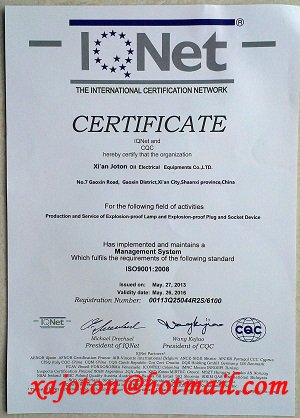 IQNet
®
THE INTERNATIONAL CERTIFICATION NETWORK
CERTIFICATE
IQNet and
CQC
hereby certify that the organization
Xi'an Joton Oil Electrical Equipments Co.,LTD.
No.7 Gaoxin Road, Gaoxin District,Xi'an City,Shaanxi province,China
For the following field of activities
Production and Service of Explosion-proof Lamp and Explosion-proof Plug and Socket Device
Has implemented and maintains a
Management System
Which fulfils the requirements of the following standard
ISO9001:2008
Issued on: May. 27, 2013
Validity date: May. 26, 2016
Registration Number: 00113Q25044R2S/6100
IQNet
CQC
Michael Drechsel
Wang Kejiao
President of IQNet
President of CQC
IQNet Partners*
xajoton@hotmail.com